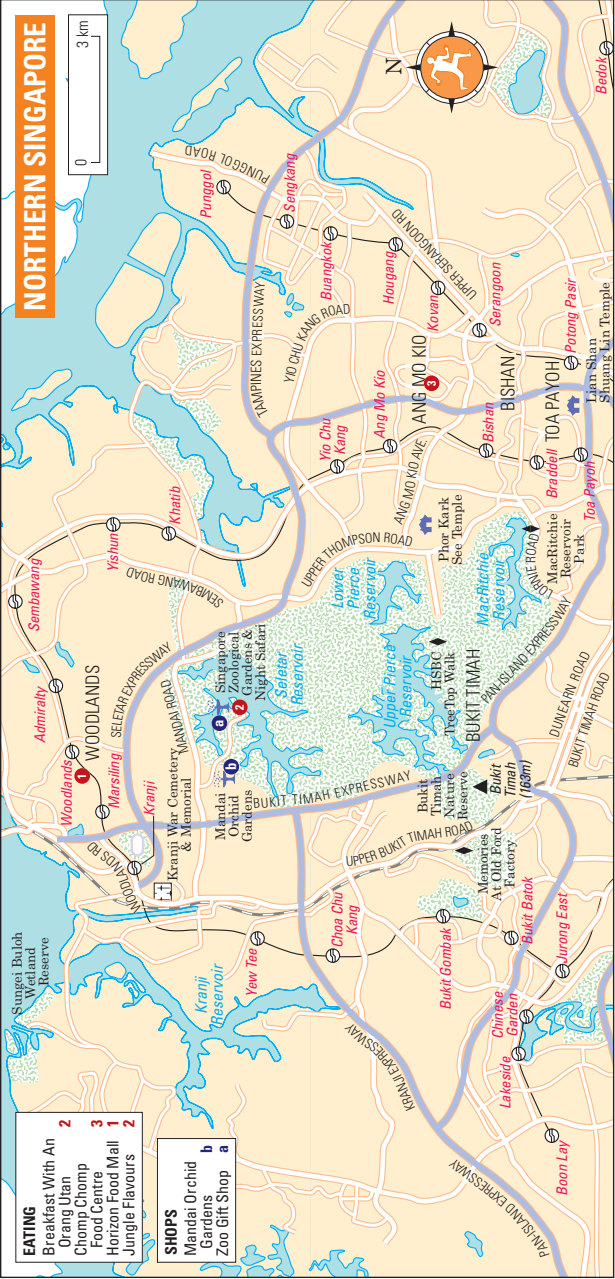 NORTHERN SINGAPORE
0 3 km
N
EATING
Breakfast With An
Orang Utan 2
Chomp Chomp
Food Centre 3
Horizon Food Mall 1
Jungle Flavours 2
SHOPS
Mandai Orchid
Gardens b
Zoo Gift Shop a
Sungei Buloh
Wetland
Reserve
Kranji
Reservoir
WOODLANDS RD
Kranji
Marsiling
Woodlands
1
WOODLANDS
Admiralty
Sembawang
Yishun
Khatib
SEMBAWANG ROAD
SELETAR EXPRESSWAY
MANDAI ROAD
Kranji War Cemetery
& Memorial
Mandai
Orchid
Gardens
b
a
2
Singapore
Zoological
Gardens &
Night Safari
Seletar
Reservoir
BUKIT TIMAH EXPRESSWAY
UPPER THOMPSON ROAD
Lower
Pierce
Reservoir
Upper Pierce
Reservoir
HSBC
TreeTop Walk
MacRitchie
Reservoir
LORNIE ROAD
MacRitchie
Reservoir
Park
Phor Kark
See Temple
BUKIT TIMAH
Bukit
Timah
Nature
Reserve
Bukit
Timah
(163m)
PAN-ISLAND EXPRESSWAY
DUNEARN ROAD
BUKIT TIMAH ROAD
UPPER BUKIT TIMAH ROAD
Memories
At Old Ford
Factory
Yew Tee
Choa Chu
Kang
Bukit Gombak
Bukit Batok
Jurong East
Chinese
Garden
Lakeside
Boon Lay
KRANJI EXPRESSWAY
PAN-ISLAND EXPRESSWAY
TAMPINES EXPRESSWAY
PUNGGOL ROAD
Punggol
Sengkang
Buangkok
Hougang
Kovan
Serangoon
Potong Pasir
UPPER SERANGOON RD
YIO CHU KANG ROAD
Yio Chu
Kang
Ang Mo Kio
ANG MO KIO AVE
ANG MO KIO
3
Bishan
BISHAN
Braddell
TOA PAYOH
Toa Payoh
Lian Shan
Shuang Lin Temple
Bedok